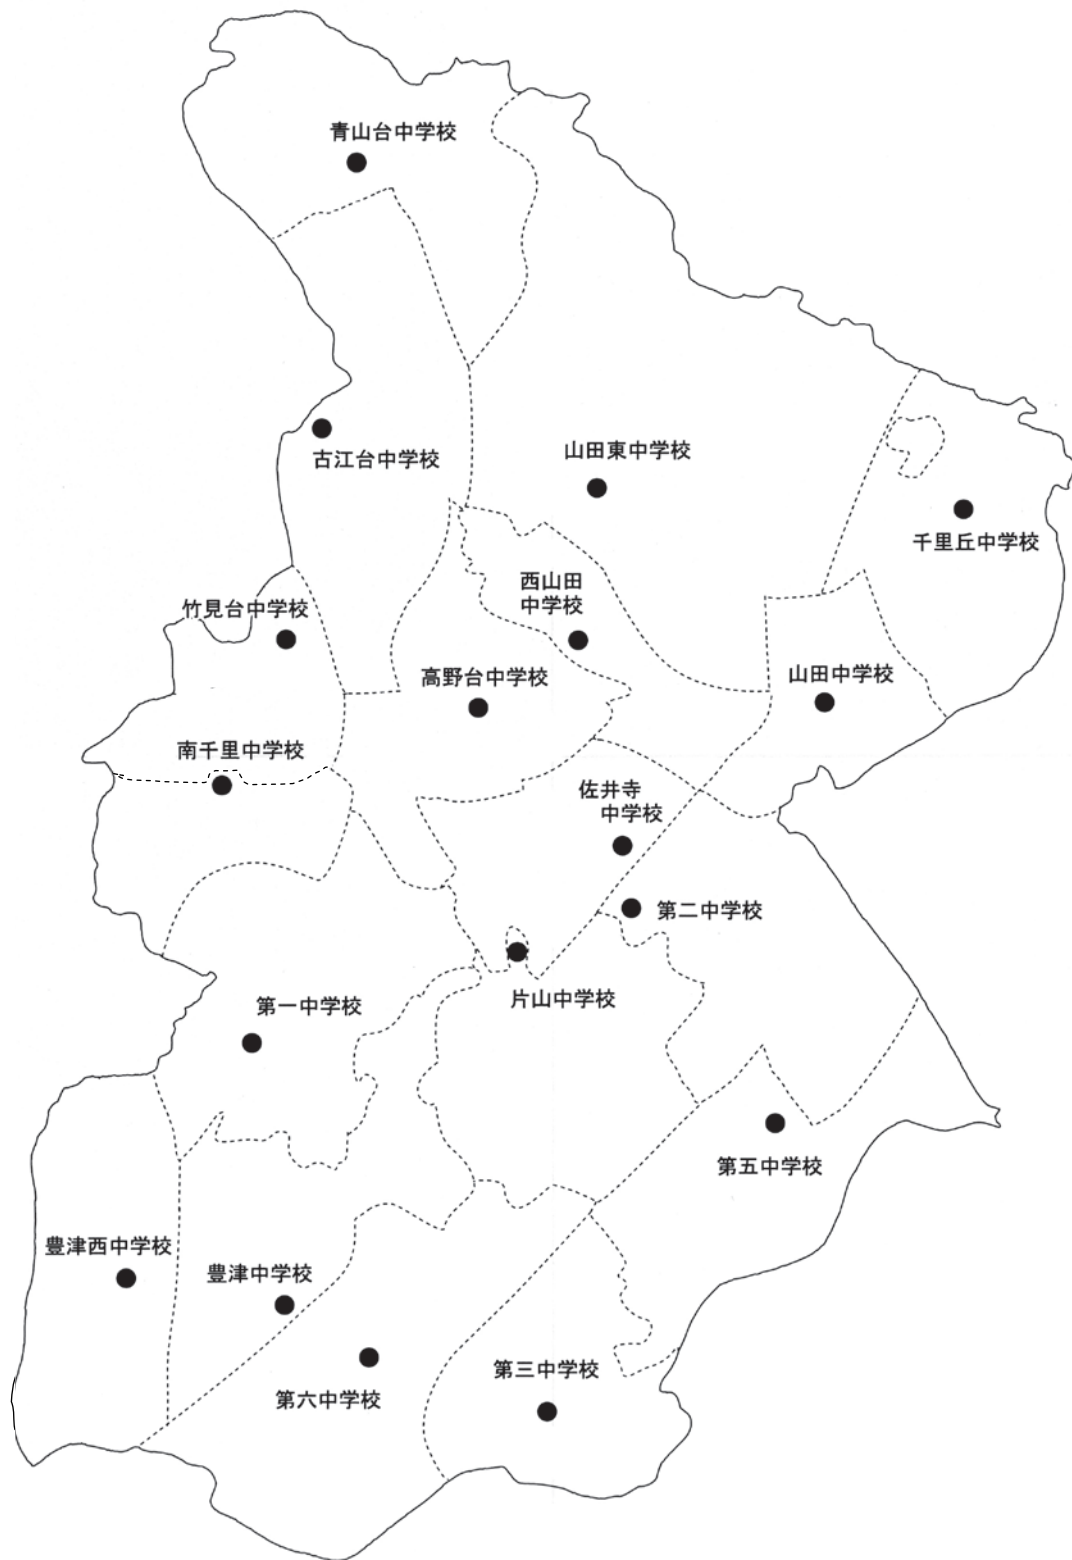 青山台中学校
古江台中学校
山田東中学校
千里丘中学校
西山田
中学校
竹見台中学校
高野台中学校
山田中学校
南千里中学校
佐井寺
中学校
第二中学校
片山中学校
第一中学校
第五中学校
豊津西中学校
豊津中学校
第三中学校
第六中学校